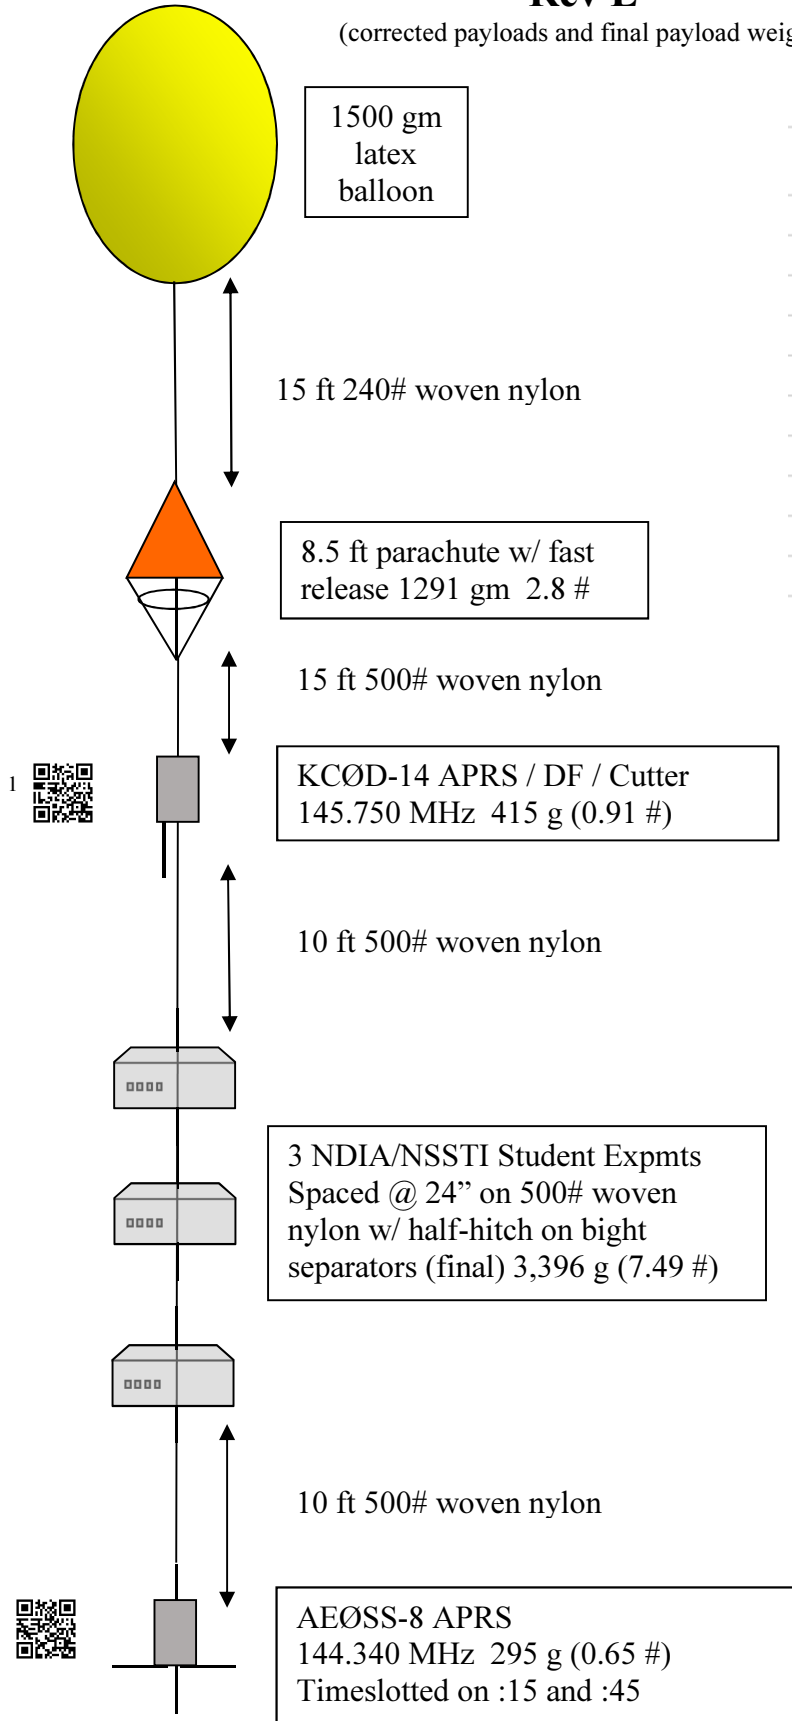 (corrected payloads and final payload
1500 gm
latex
balloon
15 ft 240# woven nylon
8.5 ft parachute w/ fast
release 1291 gm 2.8 #
15 ft 500# woven nylon
1
KCØD-14 APRS / DF / Cutter
145.750 MHz 415 g (0.91 #)
10 ft 500# woven nylon
3 NDIA/NSSTI Student Expmts
Spaced @ 24” on 500# woven
nylon w/ half-hitch on bight
separators (final) 3,396 g (7.49 #)
10 ft 500# woven nylon
AEØSS-8 APRS
144.340 MHz 295 g (0.65 #)
Timeslotted on :15 and :45